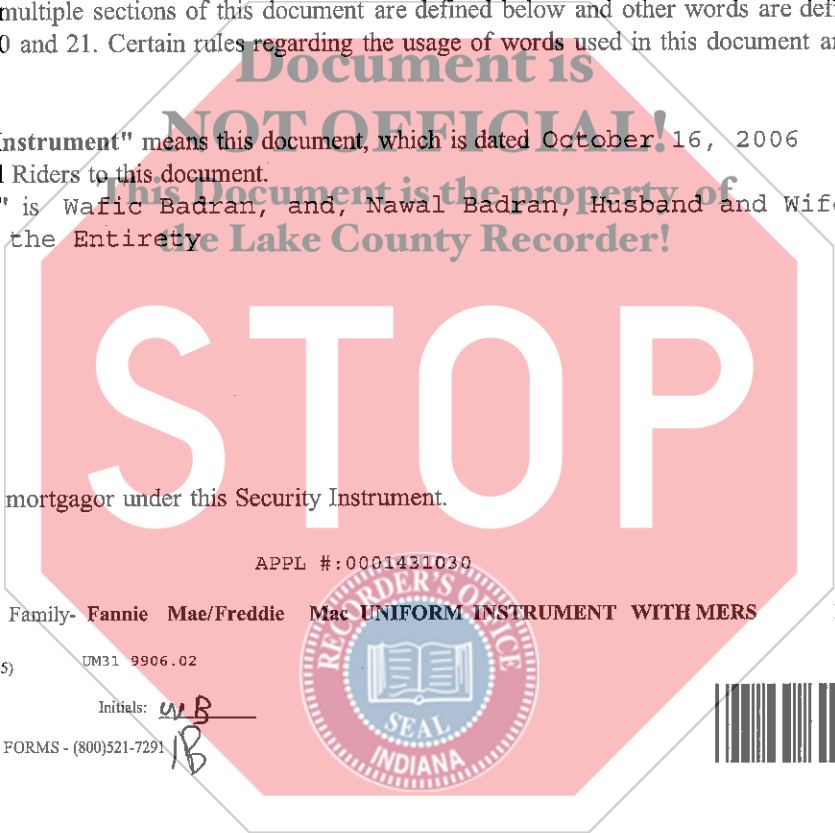 multiple sections of this document are defined below and other words are def
0 and 21. Certain rules regarding the usage of words used in this document a
Document is
NOT OFFICIAL!
Instrument" means this document, which is dated October 16, 2006
l Riders to this document.
This Document is the property of
" is Wafic Badran, and, Nawal Badran, Husband and Wife
the Entirety
the Lake County Recorder!
STOP
mortgagor under this Security Instrument.
APPL #:0001431030
Family- Fannie Mae/Freddie Mac UNIFORM INSTRUMENT WITH MERS
5)
UM31 9906.02
RECORDER'S OFFICE
SEAL
INDIANA
Initials: WB
FORMS - (800)521-7291